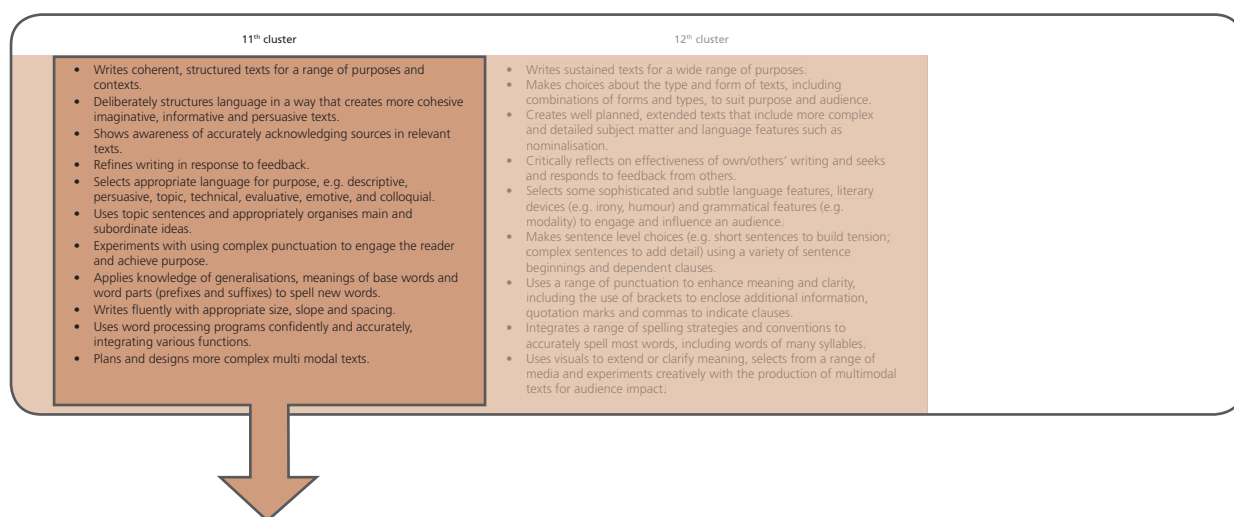 11th cluster
• Writes coherent, structured texts for a range of purposes and
contexts.
• Deliberately structures language in a way that creates more cohesive
imaginative, informative and persuasive texts.
• Shows awareness of accurately acknowledging sources in relevant
texts.
• Refines writing in response to feedback.
• Selects appropriate language for purpose, e.g. descriptive,
persuasive, topic, technical, evaluative, emotive, and colloquial.
• Uses topic sentences and appropriately organises main and
subordinate ideas.
• Experiments with using complex punctuation to engage the reader
and achieve purpose.
• Applies knowledge of generalisations, meanings of base words and
word parts (prefixes and suffixes) to spell new words.
• Writes fluently with appropriate size, slope and spacing.
• Uses word processing programs confidently and accurately,
integrating various functions.
• Plans and designs more complex multi modal texts.
12th cluster
• Writes sustained texts for a wide range of purposes.
• Makes choices about the type and form of texts, including
combinations of forms and types, to suit purpose and audience.
• Creates well planned, extended texts that include more complex
and detailed subject matter and language features such as
nominalisation.
• Critically reflects on effectiveness of own/others' writing and seeks
and responds to feedback from others.
• Selects some sophisticated and subtle language features, literary
devices (e.g. irony, humour) and grammatical features (e.g.
modality) to engage and influence an audience.
• Makes sentence level choices (e.g. short sentences to build tension;
complex sentences to add detail) using a variety of sentence
beginnings and dependent clauses.
• Uses a range of punctuation to enhance meaning and clarity,
including the use of brackets to enclose additional information,
quotation marks and commas to indicate clauses.
• Integrates a range of spelling strategies and conventions to
accurately spell most words, including words of many syllables.
• Uses visuals to extend or clarify meaning, selects from a range of
media and experiments creatively with the production of multimodal
texts for audience impact.